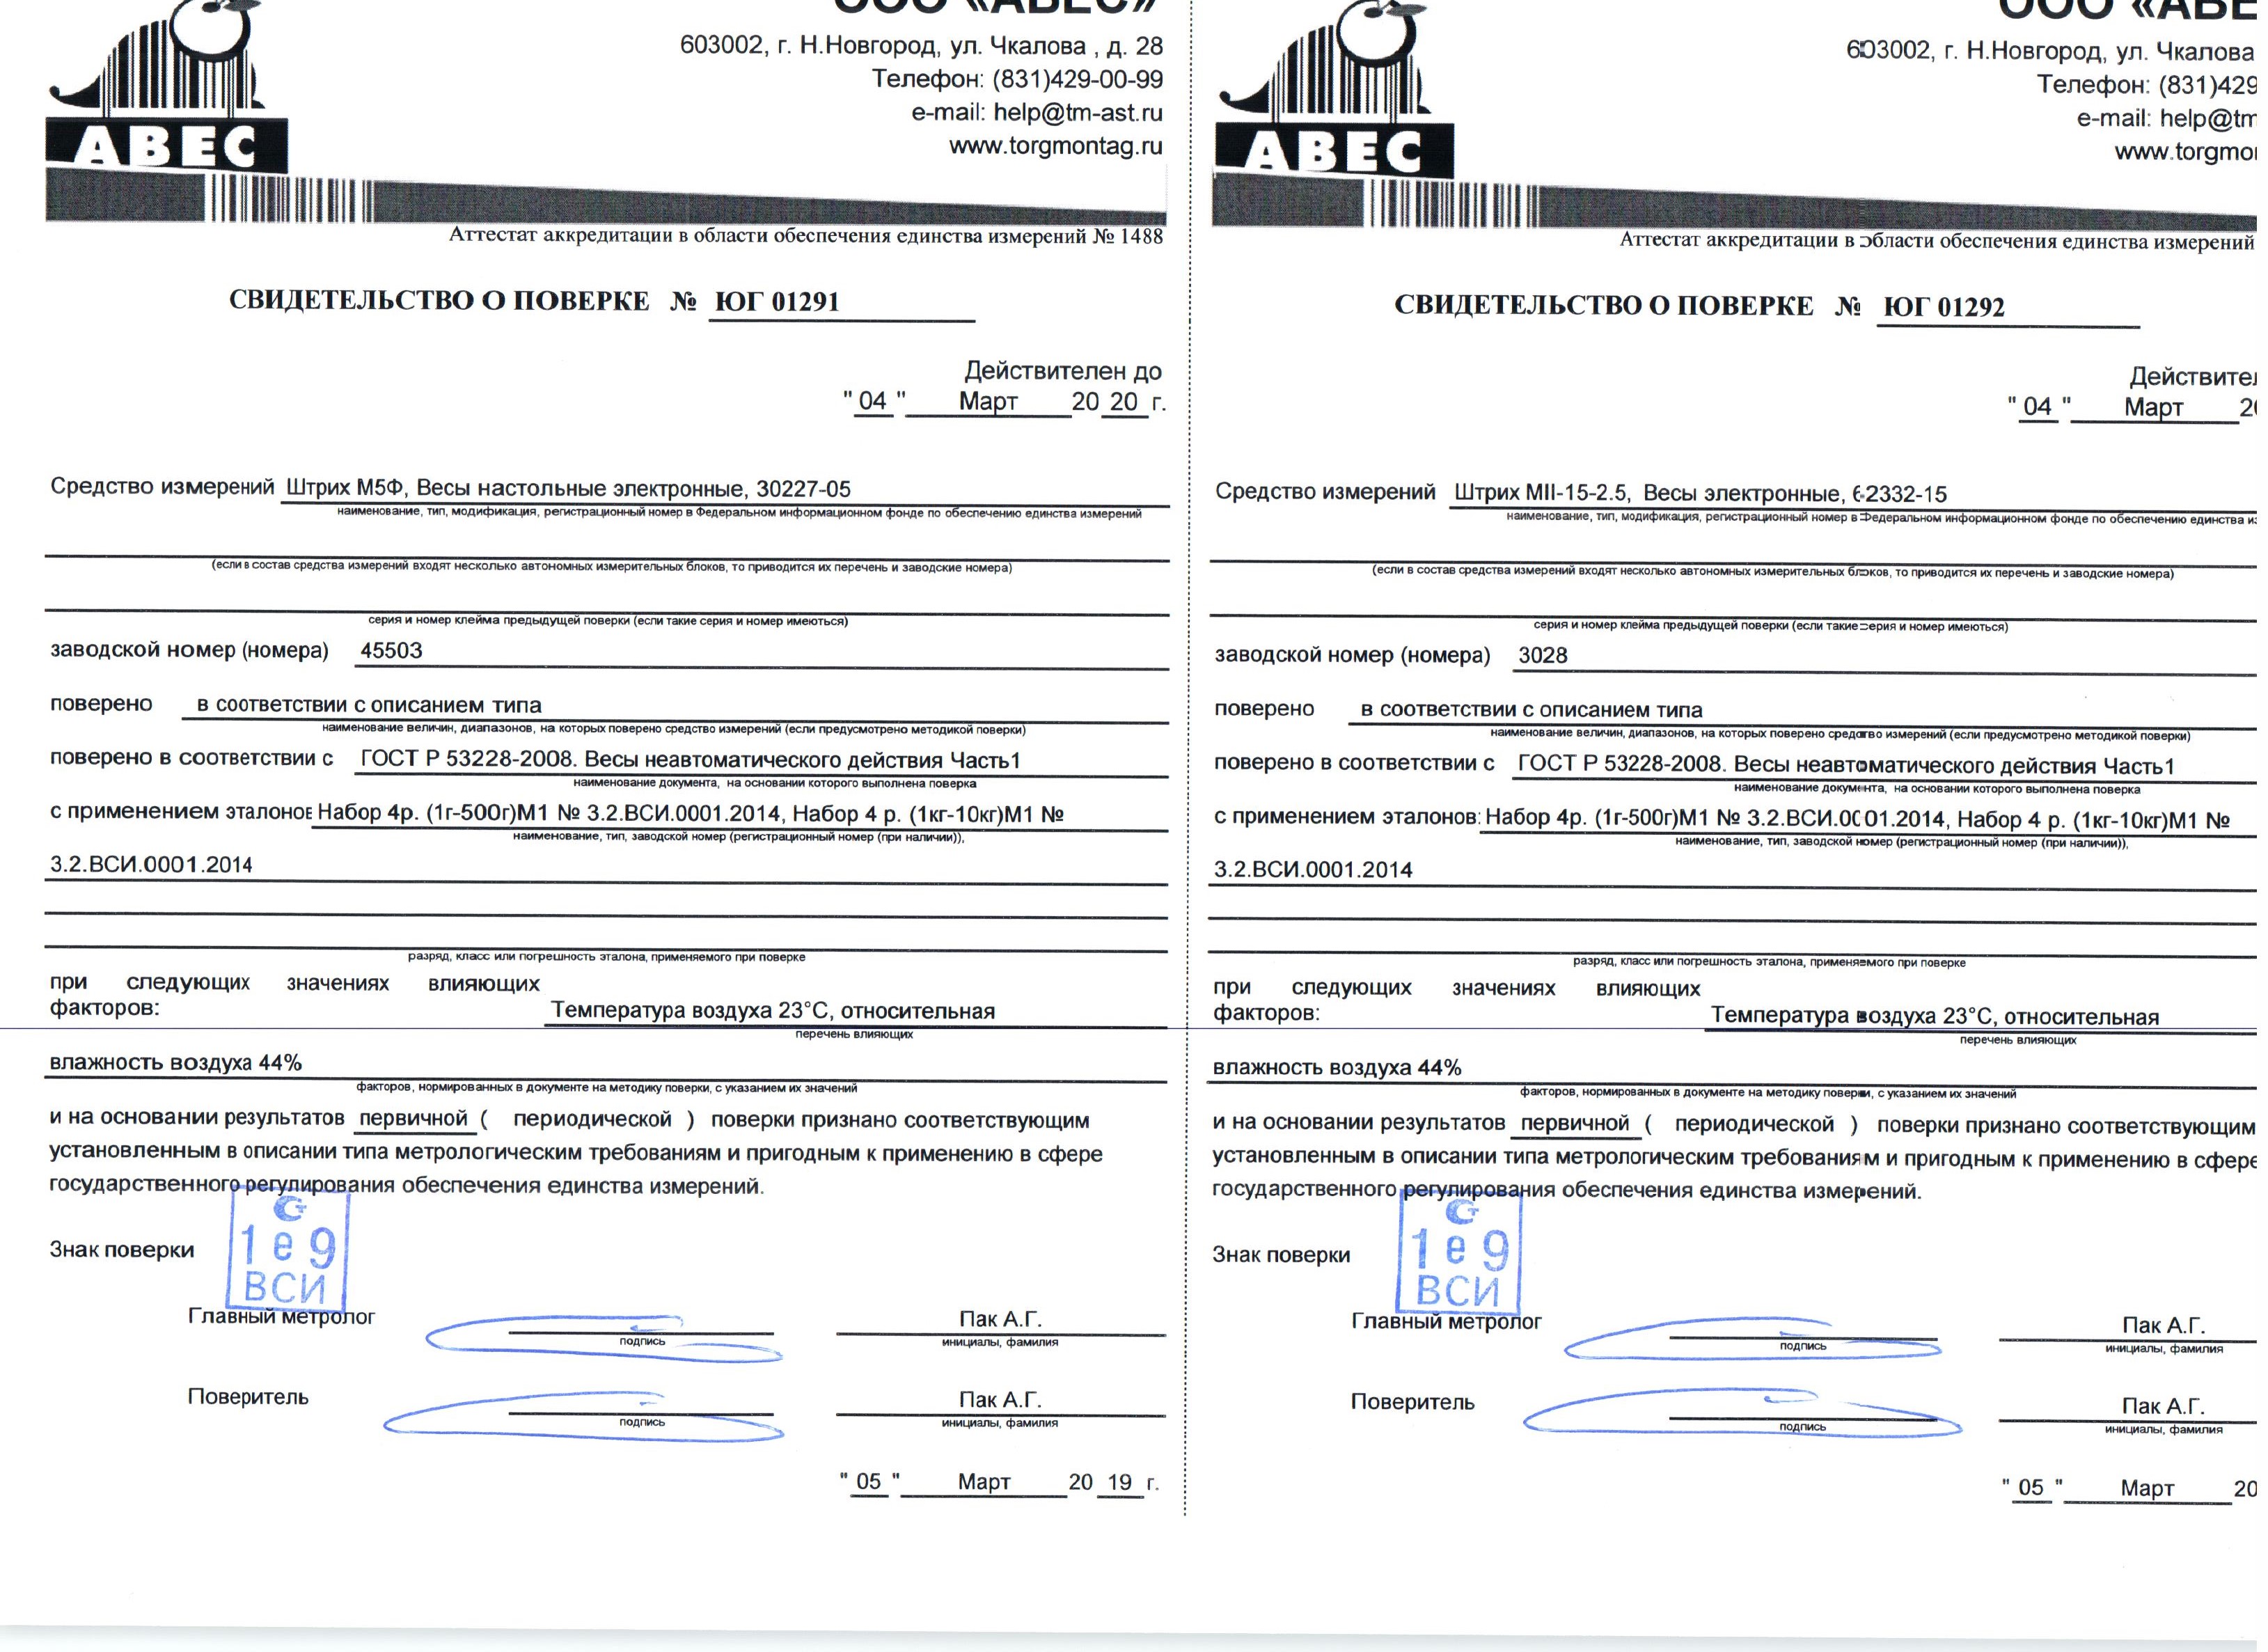 ООО «АВЕС»
603002, г. Н.Новгород, ул. Чкалова , д. 28
Телефон: (831)429-00-99
e-mail: help@tm-ast.ru
www.torgmontag.ru
АВЕС
Аттестат аккредитации в области обеспечения единства измерений № 1488
СВИДЕТЕЛЬСТВО О ПОВЕРКЕ № ЮГ 01291
Действителен до
" 04 " Март 20 20 г.
Средство измерений Штрих М5Ф, Весы настольные электронные, 30227-05
наименование, тип, модификация, регистрационный номер в Федеральном информационном фонде по обеспечению единства измерений
(если в состав средства измерений входят несколько автономных измерительных блоков, то приводится их перечень и заводские номера)
серия и номер клейма предыдущей поверки (если такие серия и номер имеються)
заводской номер (номера) 45503
поверено в соответствии с описанием типа
наименование величин, диапазонов, на которых поверено средство измерений (если предусмотрено методикой поверки)
поверено в соответствии с ГОСТ Р 53228-2008. Весы неавтоматического действия Часть1
наименование документа, на основании которого выполнена поверка
с применением эталонов Набор 4р. (1г-500г)М1 № 3.2.ВСИ.0001.2014, Набор 4 р. (1кг-10кг)М1 №
наименование, тип, заводской номер (регистрационный номер (при наличии)),
3.2.ВСИ.0001.2014
разряд, класс или погрешность эталона, применяемого при поверке
при следующих значениях влияющих
факторов: Температура воздуха 23°С, относительная
перечень влияющих
влажность воздуха 44%
факторов, нормированных в документе на методику поверки, с указанием их значений
и на основании результатов первичной ( периодической ) поверки признано соответствующим
установленным в описании типа метрологическим требованиям и пригодным к применению в сфере
государственного регулирования обеспечения единства измерений.
Знак поверки
1 е 9
ВСИ
Главный метролог Пак А.Г.
подпись инициалы, фамилия
Поверитель Пак А.Г.
подпись инициалы, фамилия
" 05 " Март 20 19 г.
ООО «АВЕ
603002, г. Н.Новгород, ул. Чкалова
Телефон: (831)429
e-mail: help@tm
www.torgmo
АВЕС
Аттестат аккредитации в области обеспечения единства измерений
СВИДЕТЕЛЬСТВО О ПОВЕРКЕ № ЮГ 01292
Действител
" 04 " Март 20
Средство измерений Штрих МII-15-2.5, Весы электронные, 62332-15
наименование, тип, модификация, регистрационный номер в Федеральном информационном фонде по обеспечению единства из
(если в состав средства измерений входят несколько автономных измерительных блоков, то приводится их перечень и заводские номера)
серия и номер клейма предыдущей поверки (если такие серия и номер имеються)
заводской номер (номера) 3028
поверено в соответствии с описанием типа
наименование величин, диапазонов, на которых поверено средство измерений (если предусмотрено методикой поверки)
поверено в соответствии с ГОСТ Р 53228-2008. Весы неавтоматического действия Часть1
наименование документа, на основании которого выполнена поверка
с применением эталонов: Набор 4р. (1г-500г)М1 № 3.2.ВСИ.0001.2014, Набор 4 р. (1кг-10кг)М1 №
наименование, тип, заводской номер (регистрационный номер (при наличии)),
3.2.ВСИ.0001.2014
разряд, класс или погрешность эталона, применяемого при поверке
при следующих значениях влияющих
факторов: Температура воздуха 23°С, относительная
перечень влияющих
влажность воздуха 44%
факторов, нормированных в документе на методику поверки, с указанием их значений
и на основании результатов первичной ( периодической ) поверки признано соответствующим
установленным в описании типа метрологическим требованиям и пригодным к применению в сфере
государственного регулирования обеспечения единства измерений.
Знак поверки
1 е 9
ВСИ
Главный метролог Пак А.Г.
подпись инициалы, фамилия
Поверитель Пак А.Г.
подпись инициалы, фамилия
" 05 " Март 20